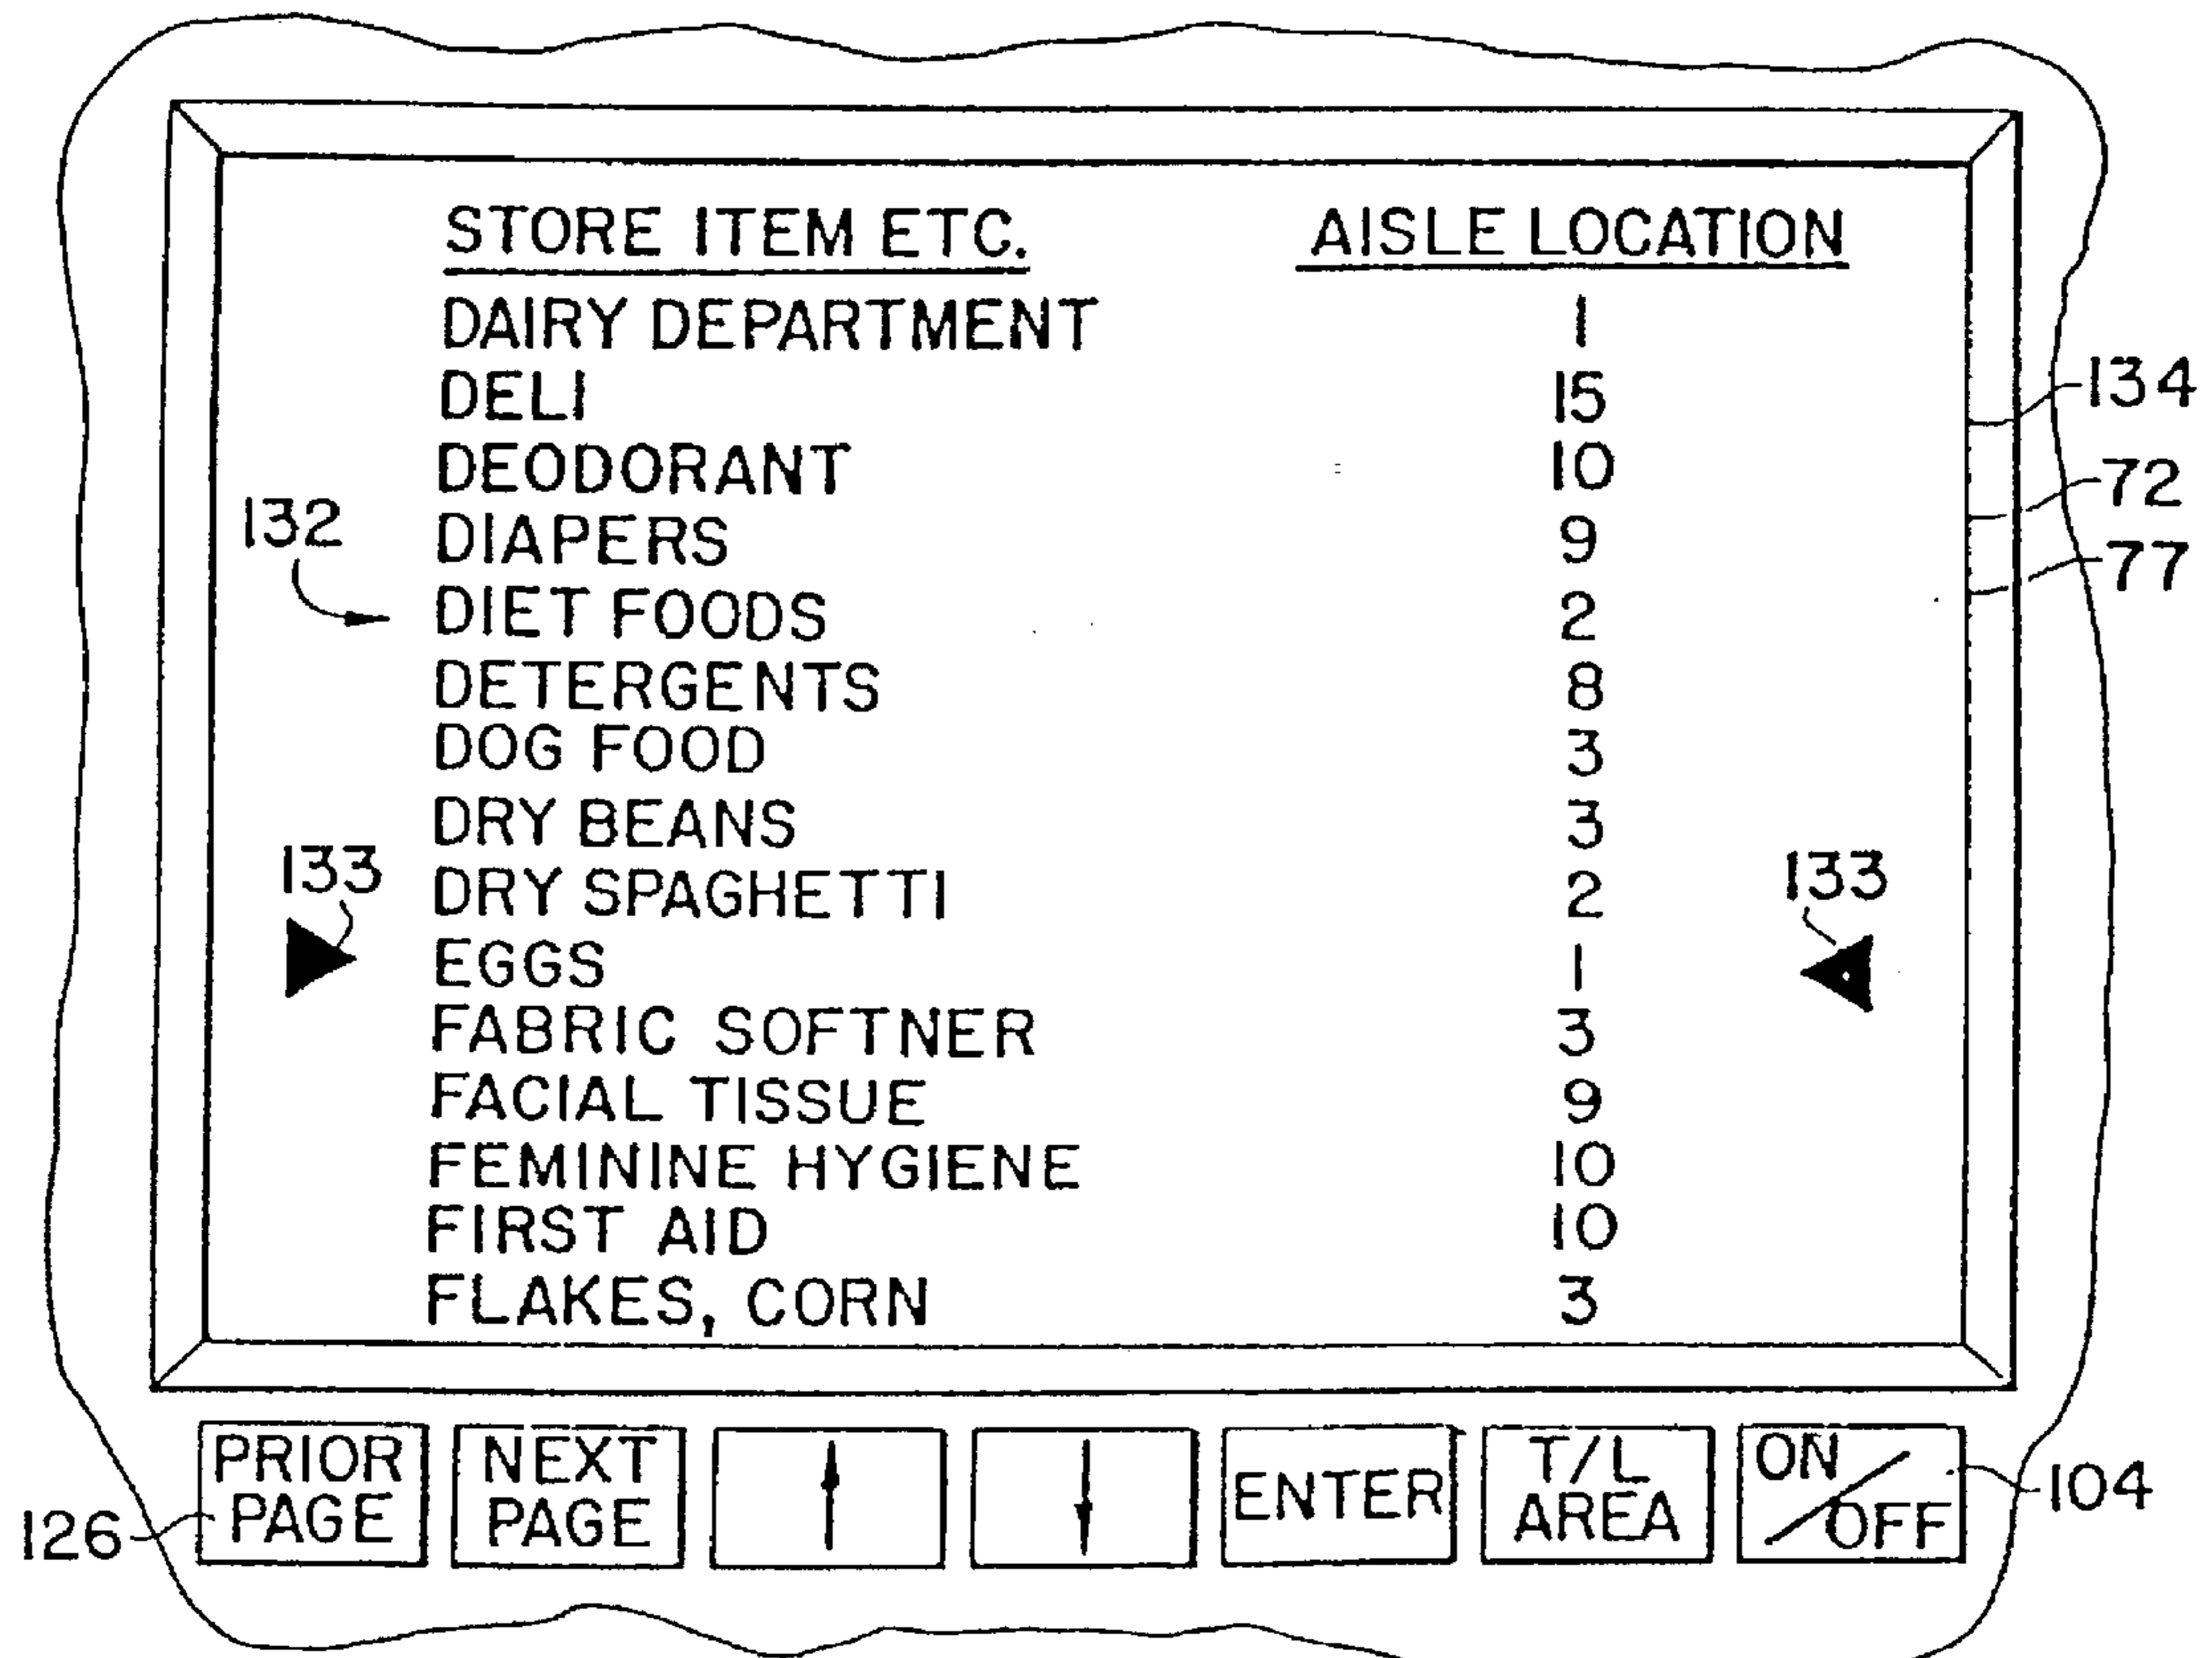 STORE ITEM ETC. AISLE LOCATION
DAIRY DEPARTMENT 1
DELI 15
134
DEODORANT 10
72
132
DIAPERS 9
77
DIET FOODS 2
DETERGENTS 8
DOG FOOD 3
DRY BEANS 3
133
133
DRY SPAGHETTI 2
EGGS 1
FABRIC SOFTNER 3
FACIAL TISSUE 9
FEMININE HYGIENE 10
FIRST AID 10
FLAKES, CORN 3
PRIOR
PAGE
NEXT
PAGE
ENTER
T/L
AREA
ON
/OFF
104
126